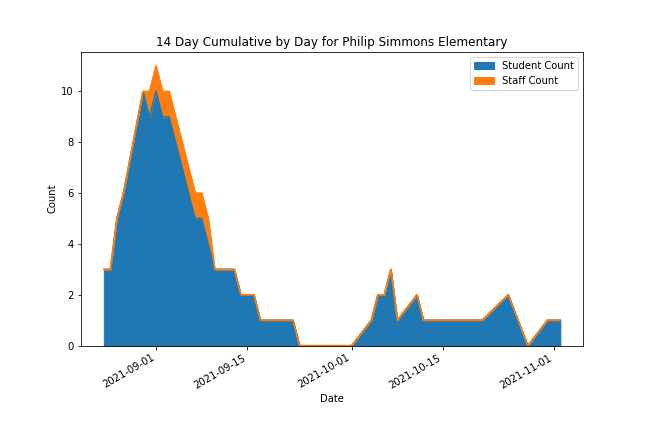 14 Day Cumulative by Day for Philip Simmons Elementary
Student Count
Staff Count
Count
10
8
6
4
2
0
2021-09-01
2021-09-15
2021-10-01
2021-10-15
2021-11-01
Date